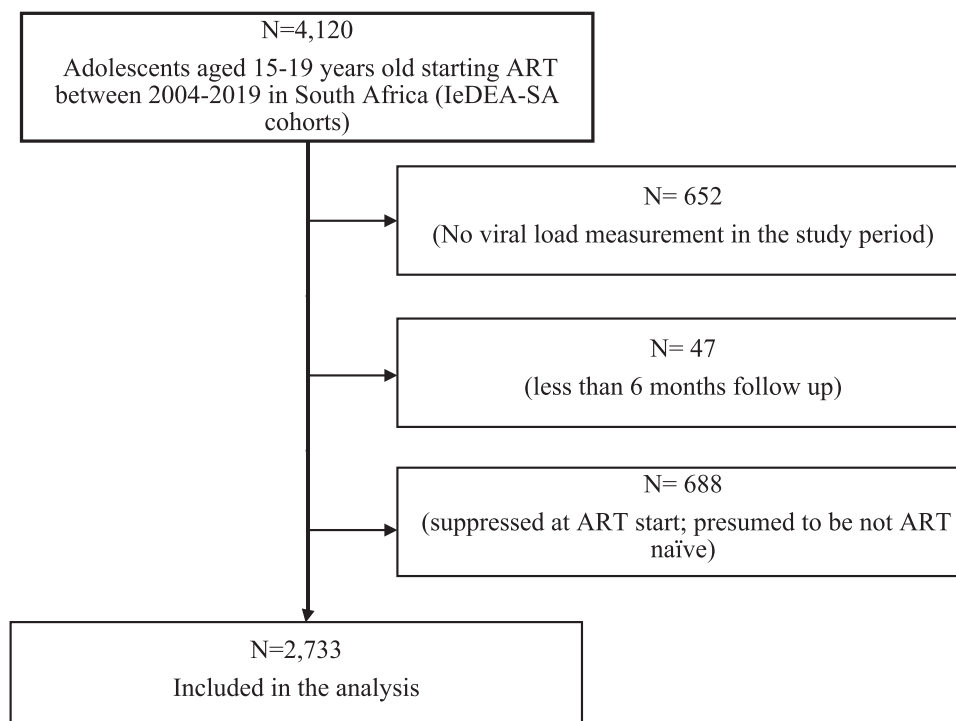 N=4,120
Adolescents aged 15-19 years old starting ART
between 2004-2019 in South Africa (IeDEA-SA
cohorts)
N= 652
(No viral load measurement in the study period)
N= 47
(less than 6 months follow up)
N= 688
(suppressed at ART start; presumed to be not ART
naïve)
N=2,733
Included in the analysis